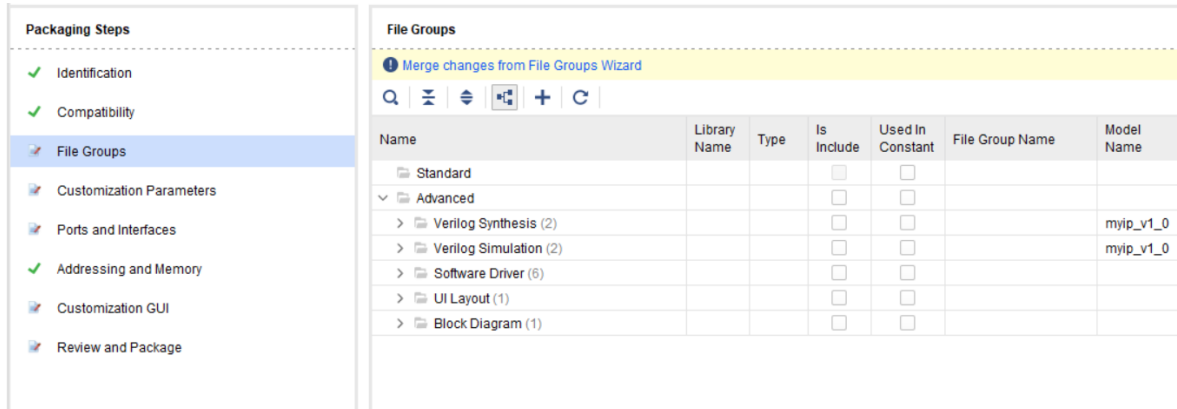 Packaging Steps
Identification
Compatibility
File Groups
Customization Parameters
Ports and Interfaces
Addressing and Memory
Customization GUI
Review and Package
File Groups
Merge changes from File Groups Wizard
Name
Library Name
Type
Is Include
Used In Constant
File Group Name
Model Name
Standard
Advanced
Verilog Synthesis (2) myip_v1_0
Verilog Simulation (2) myip_v1_0
Software Driver (6)
UI Layout (1)
Block Diagram (1)